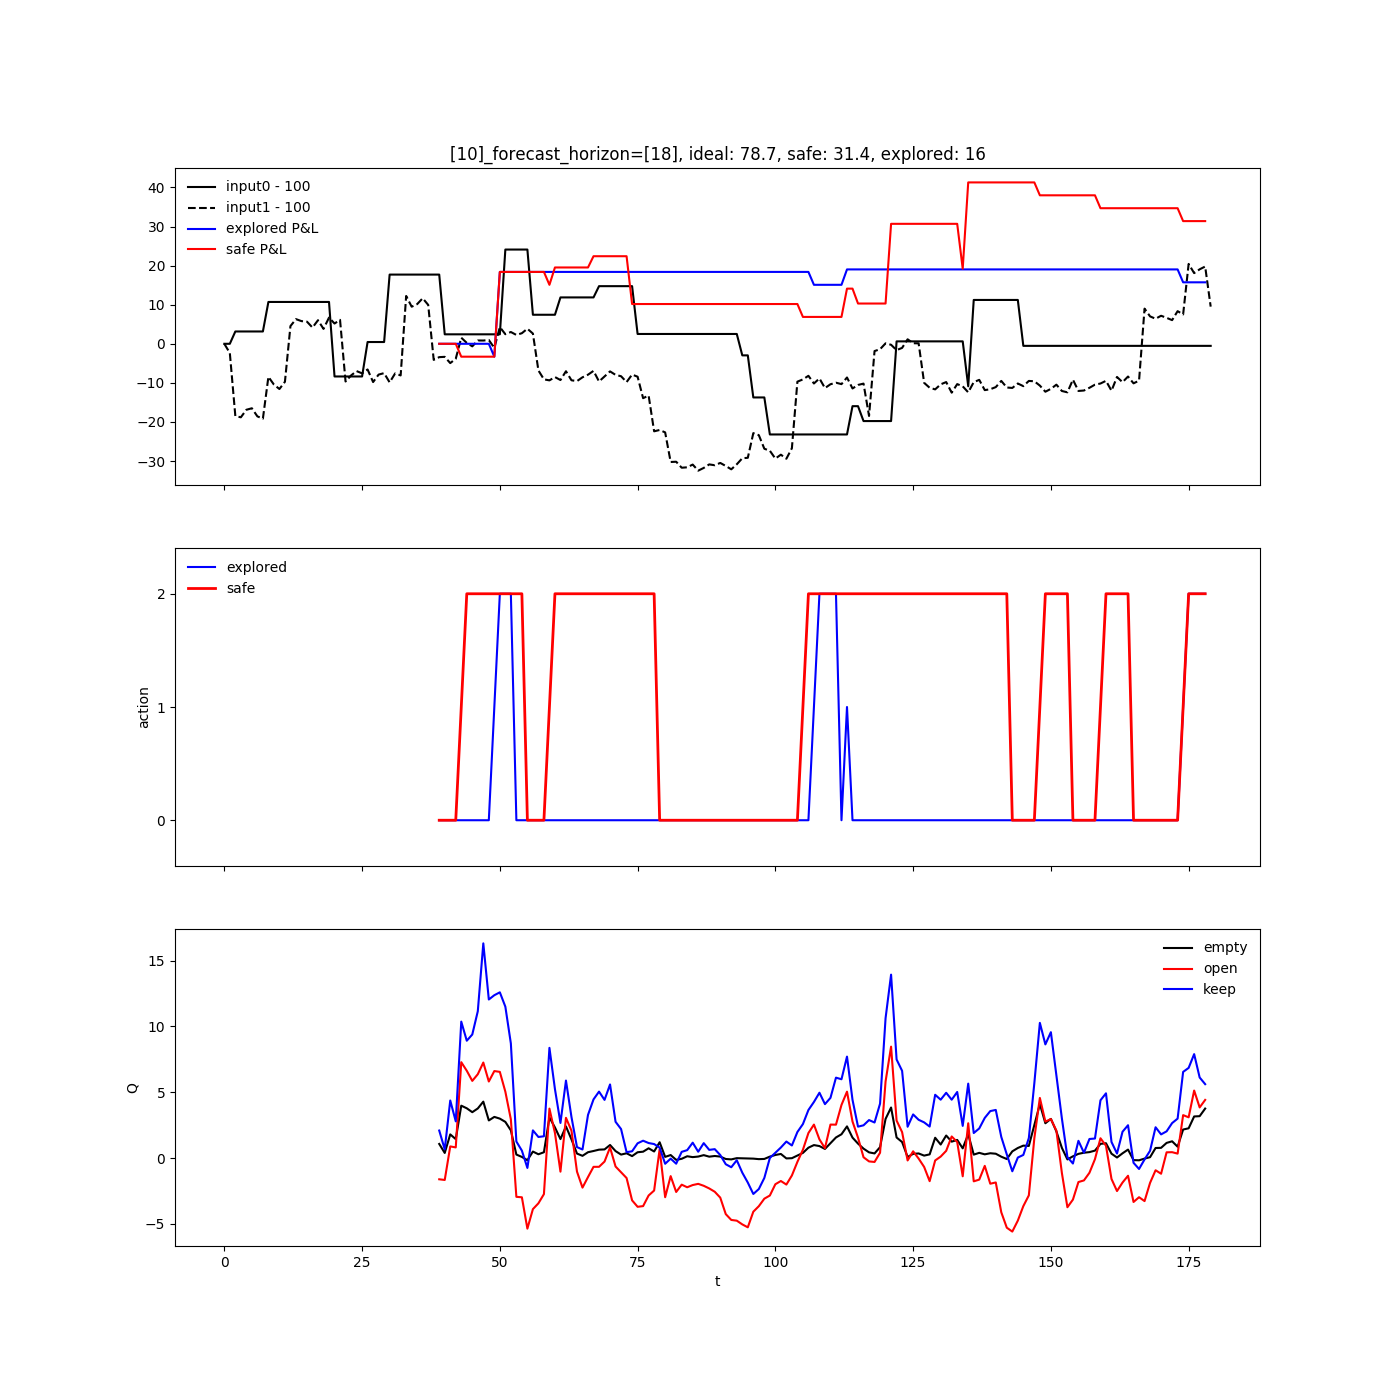 [10]_forecast_horizon=[18], ideal: 78.7, safe: 31.4, explored: 16
input0 - 100
input1 - 100
explored P&L
safe P&L
40
30
20
10
0
−10
−20
−30
explored
safe
2
1
0
action
empty
open
keep
15
10
5
0
−5
Q
0 25 50 75 100 125 150 175
t